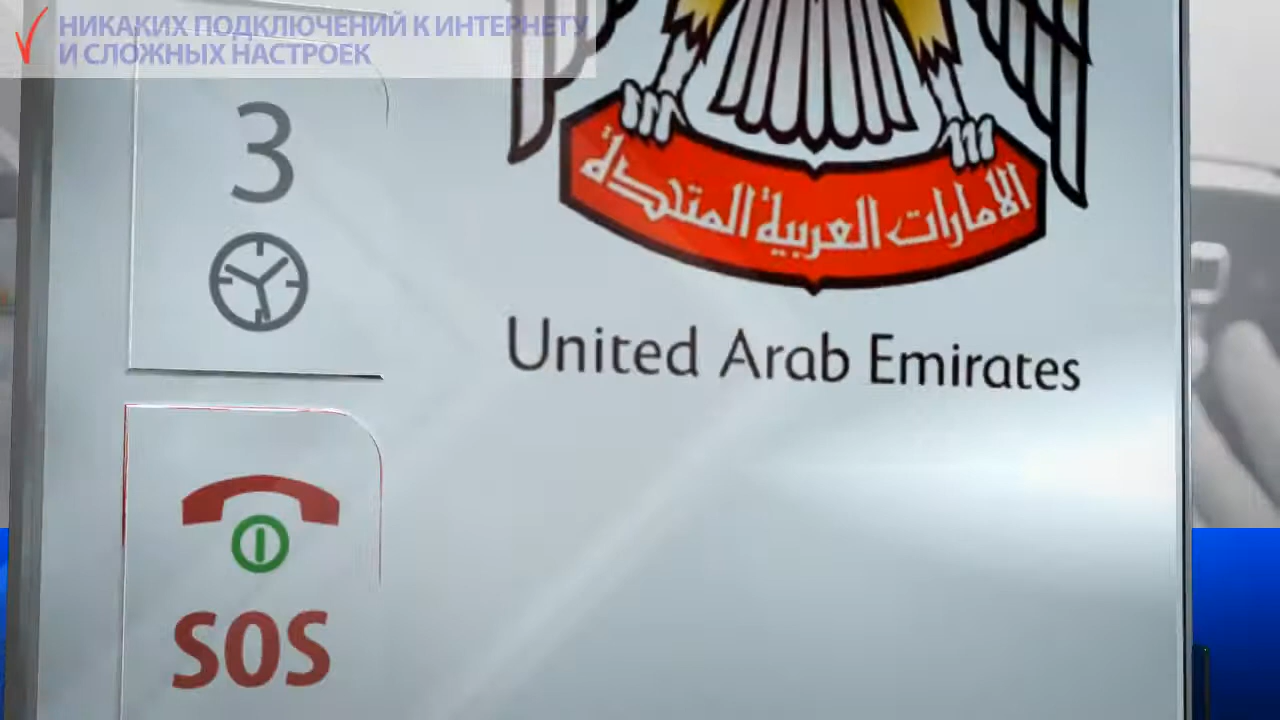 НИКАКИХ ПОДКЛЮЧЕНИЙ К ИНТЕРНЕТУ
И СЛОЖНЫХ НАСТРОЕК
3
الامارات العربية المتحدة
United Arab Emirates
SOS